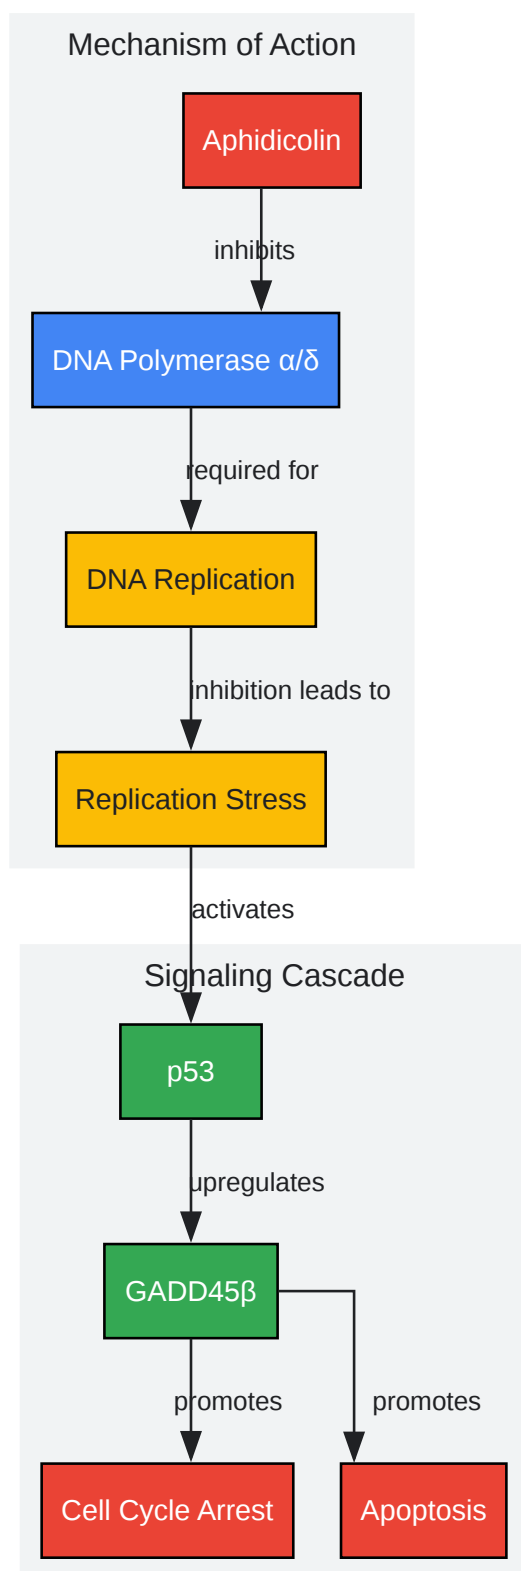 Mechanism of Action
Aphidicolin
inhibits
DNA Polymerase α/δ
required for
DNA Replication
inhibition leads to
Replication Stress
activates
Signaling Cascade
p53
upregulates
GADD45β
promotes
promotes
Cell Cycle Arrest
Apoptosis